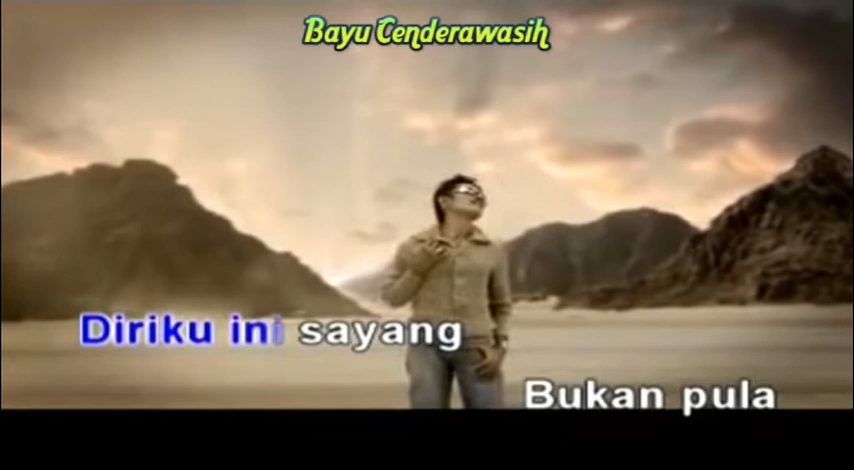 Bayu Cenderawasih
Diriku ini sayang
Bukan pula